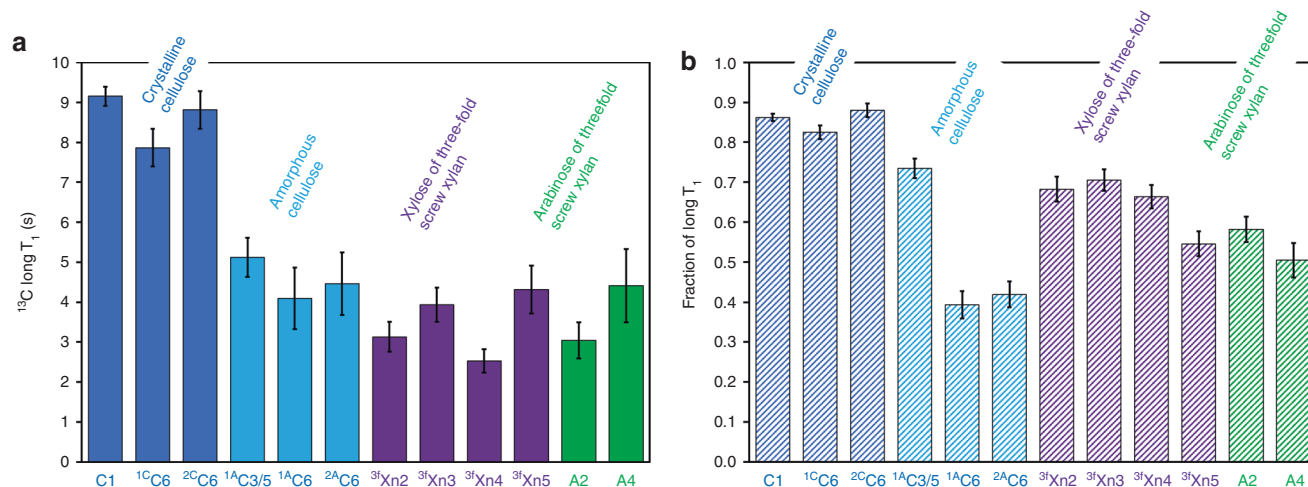 a
¹³C long T₁ (s)
10
9
8
7
6
5
4
3
2
1
0
Crystalline
cellulose
Amorphous
cellulose
Xylose of three-fold
screw xylan
Arabinose of threefold
screw xylan
C1 ¹ᶜC6 ²ᶜC6 ¹ᴬC3/5 ¹ᴬC6 ²ᴬC6 ³ᶠXn2 ³ᶠXn3 ³ᶠXn4 ³ᶠXn5 A2 A4
b
Fraction of long T₁
1.0
0.9
0.8
0.7
0.6
0.5
0.4
0.3
0.2
0.1
0.0
Crystalline
cellulose
Amorphous
cellulose
Xylose of three-fold
screw xylan
Arabinose of threefold
screw xylan
C1 ¹ᶜC6 ²ᶜC6 ¹ᴬC3/5 ¹ᴬC6 ²ᴬC6 ³ᶠXn2 ³ᶠXn3 ³ᶠXn4 ³ᶠXn5 A2 A4